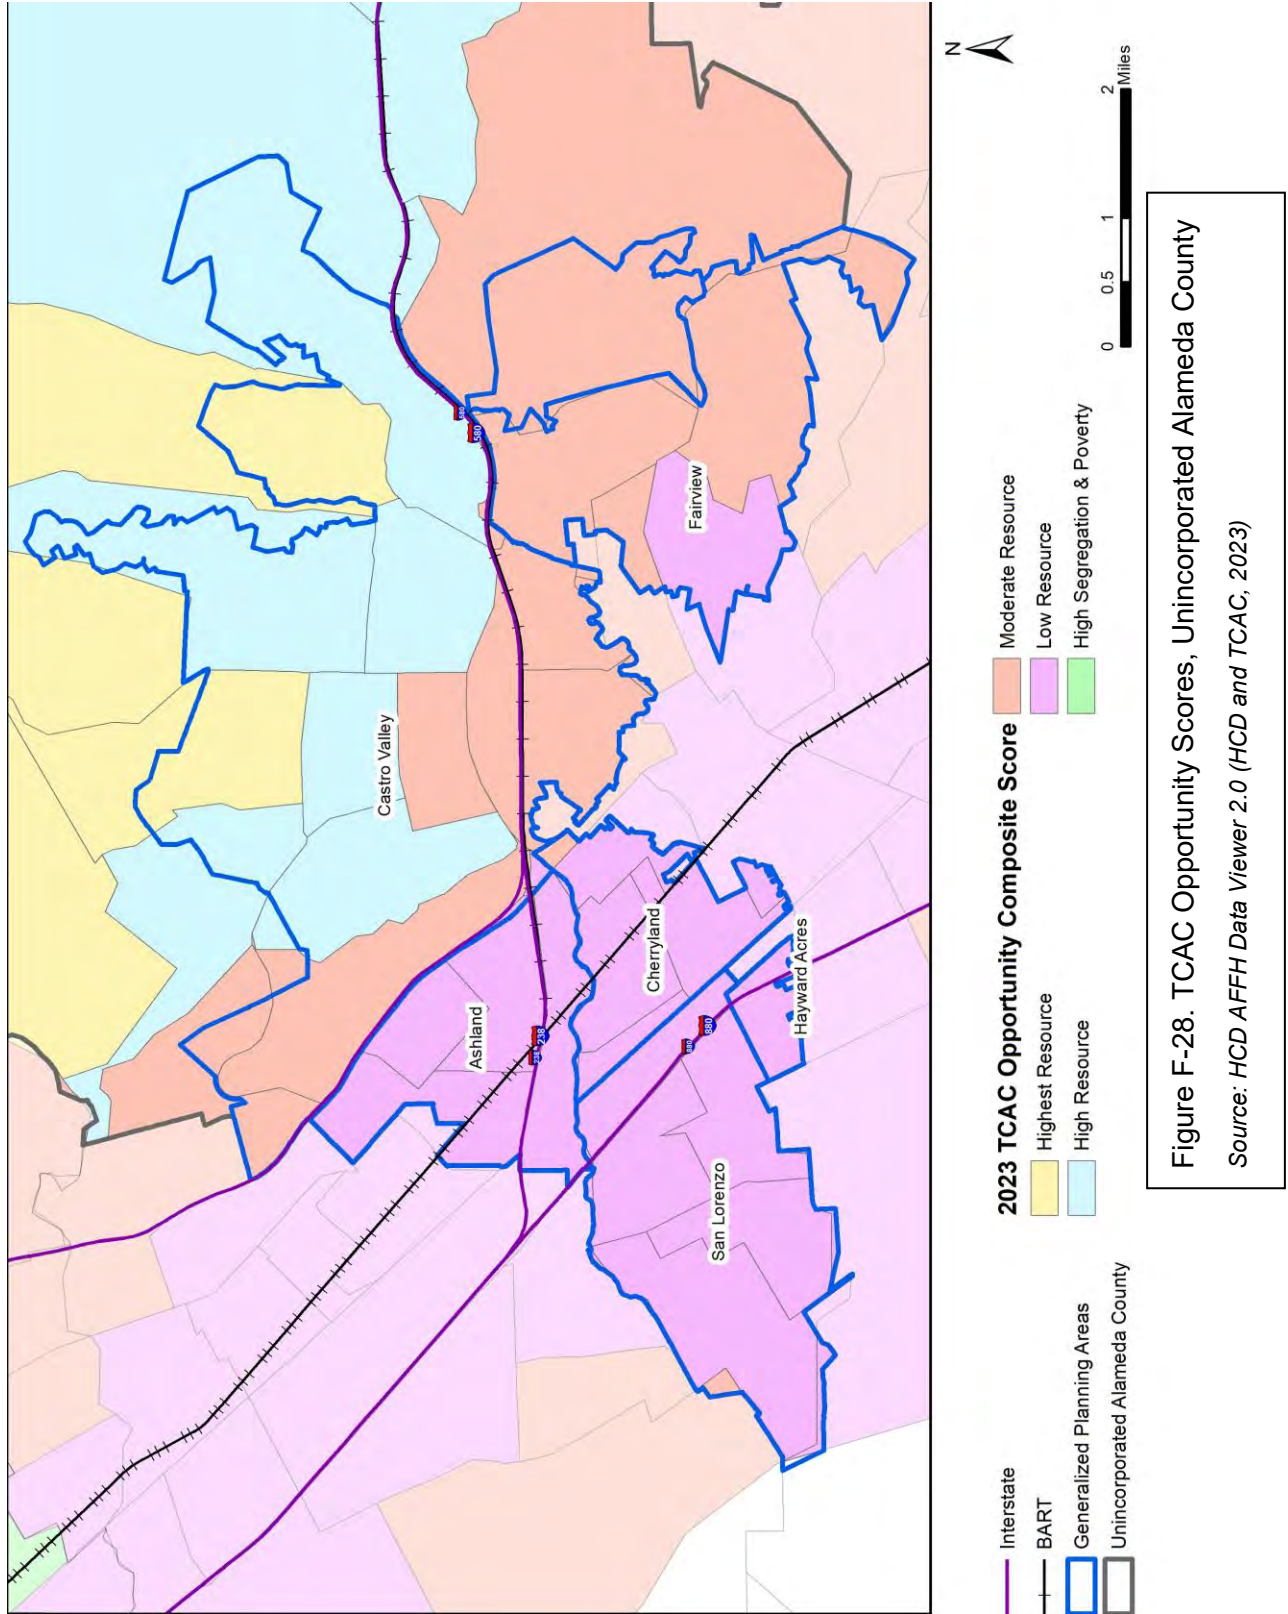 Castro Valley
Ashland
Fairview
Cherryland
San Lorenzo
Hayward Acres
580
580
238
238
880
880
N
Interstate
BART
Generalized Planning Areas
Unincorporated Alameda County
2023 TCAC Opportunity Composite Score
Highest Resource
High Resource
Moderate Resource
Low Resource
High Segregation & Poverty
0 0.5 1 2
Miles
Figure F-28. TCAC Opportunity Scores, Unincorporated Alameda County
Source: HCD AFFH Data Viewer 2.0 (HCD and TCAC, 2023)